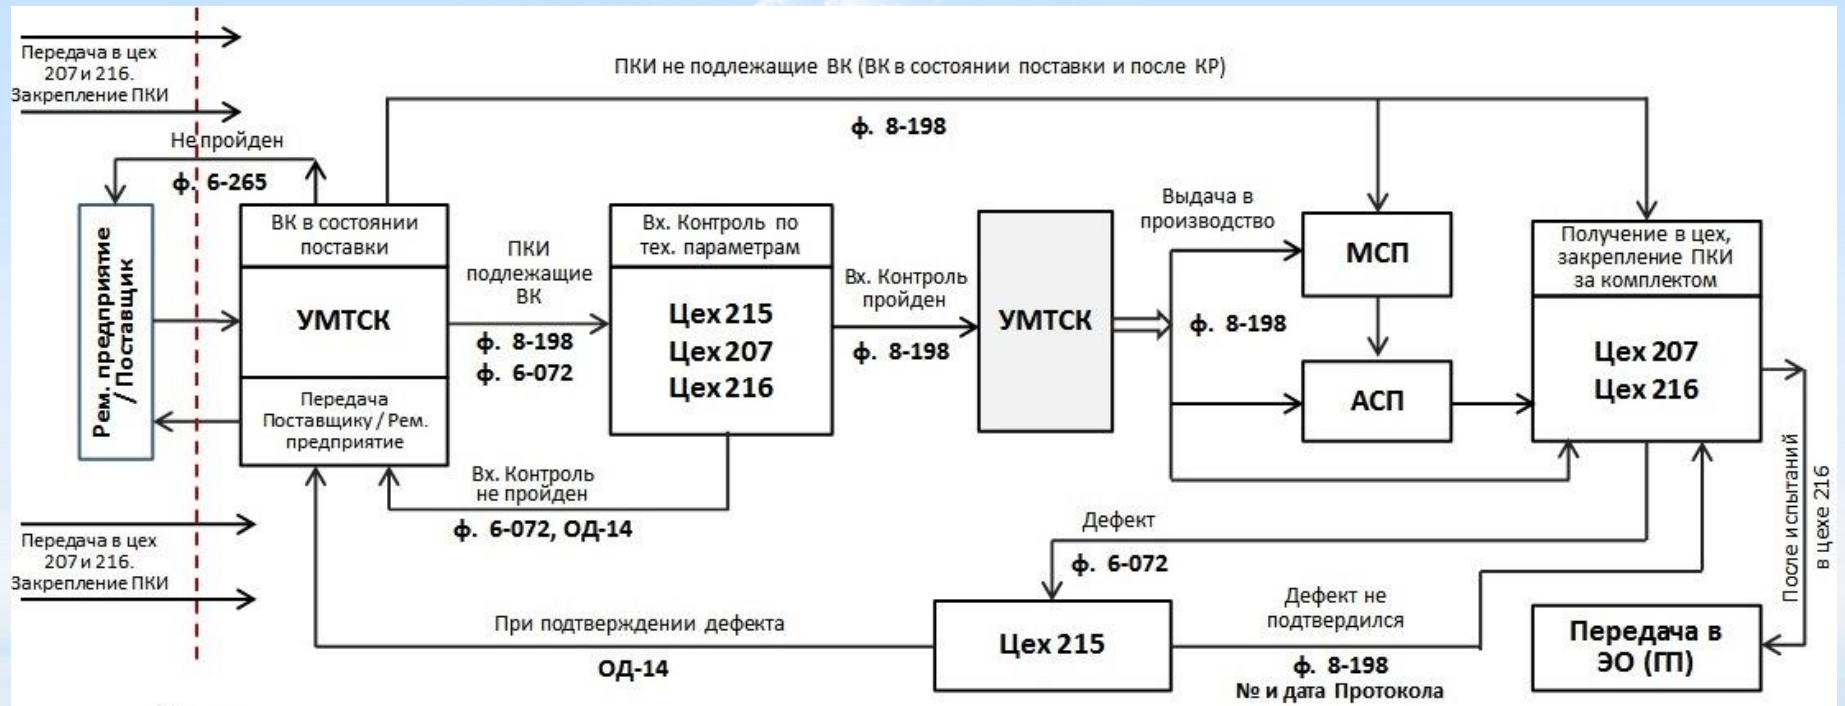 Передача в цех
207 и 216.
Закрепление ПКИ
ПКИ не подлежащие ВК (ВК в состоянии поставки и после КР)
ф. 8-198
Не пройден
ф. 6-265
Рем. предприятие
/ Поставщик
ВК в состоянии
поставки
УМТСК
Передача
Поставщику / Рем.
предприятие
ПКИ
подлежащие
ВК
ф. 8-198
ф. 6-072
Вх. Контроль по
тех. параметрам
Цех 215
Цех 207
Цех 216
Вх. Контроль
пройден
ф. 8-198
УМТСК
Выдача в
производство
ф. 8-198
МСП
АСП
Получение в цех,
закрепление ПКИ
за комплектом
Цех 207
Цех 216
После испытаний
в цехе 216
Вх. Контроль
не пройден
ф. 6-072, ОД-14
Передача в цех
207 и 216.
Закрепление ПКИ
Дефект
ф. 6-072
При подтверждении дефекта
ОД-14
Цех 215
Дефект не
подтвердился
ф. 8-198
№ и дата Протокола
Передача в
ЭО (ГП)